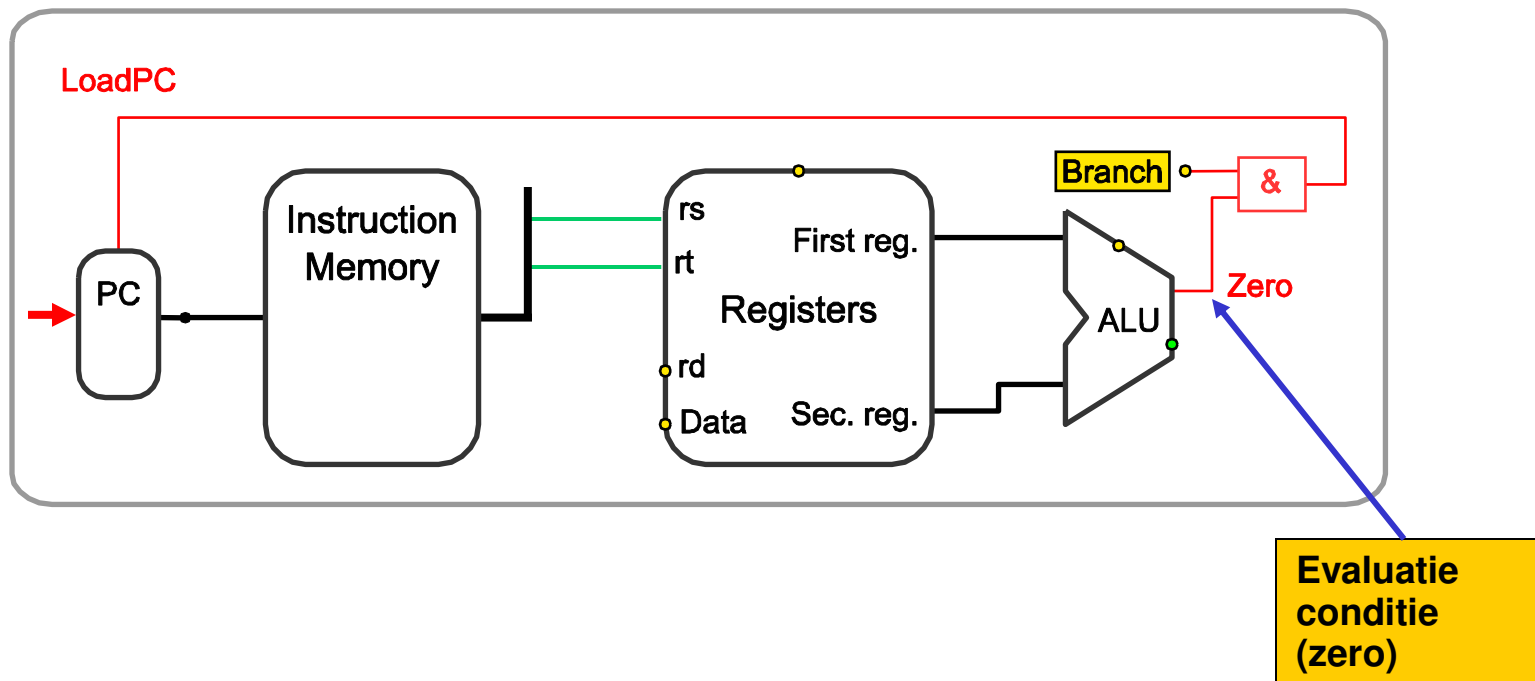 LoadPC
Branch
&
Instruction
Memory
rs
First reg.
rt
PC
Zero
Registers
ALU
rd
Data
Sec. reg.
Evaluatie
conditie
(zero)